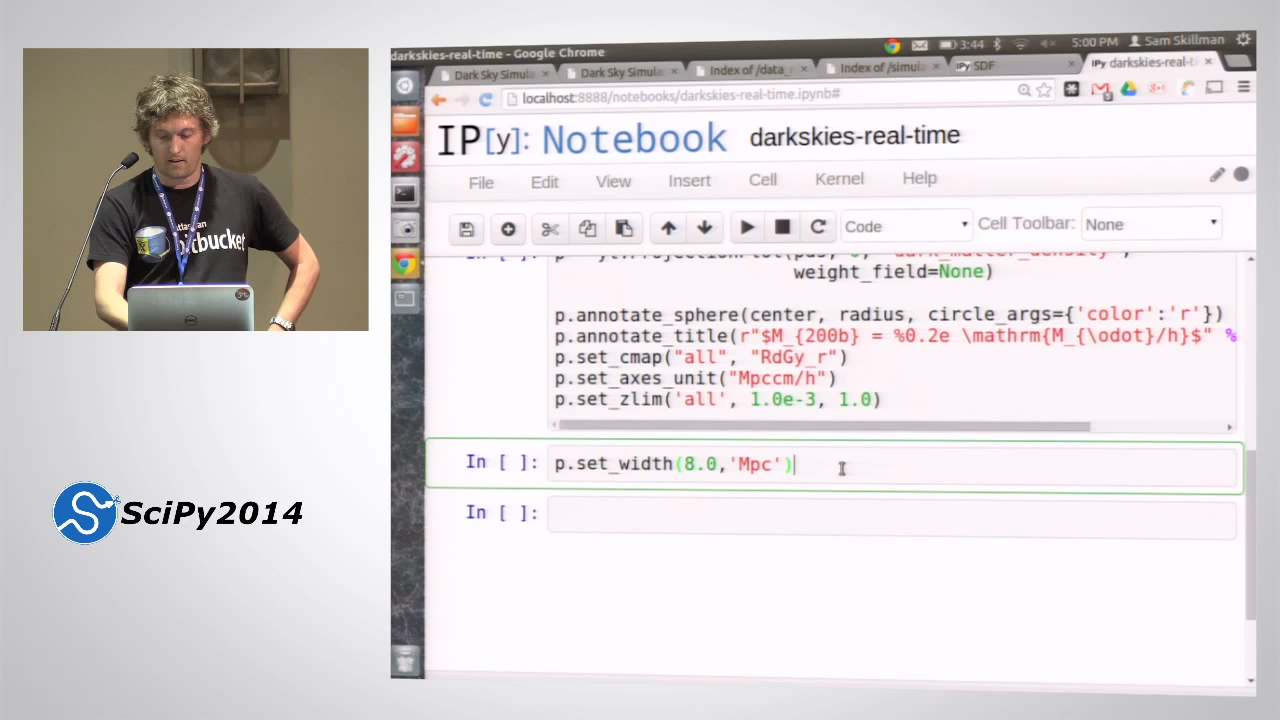 darkskies-real-time - Google Chrome
3:44
5:00 PM
Sam Skillman
Dark Sky Simula
Dark Sky Simula
Index of /data_
Index of /simula
IPy SDF
IPy darkskies-real-ti
localhost:8888/notebooks/darkskies-real-time.ipynb#
IP[y]: Notebook darkskies-real-time
File Edit View Insert Cell Kernel Help
Code
Cell Toolbar:
None
weight_field=None)
p.annotate_sphere(center, radius, circle_args={'color':'r'})
p.annotate_title(r"$M_{200b} = %0.2e \mathrm{M_{\odot}/h}$" %
p.set_cmap("all", "RdGy_r")
p.set_axes_unit("Mpccm/h")
p.set_zlim('all', 1.0e-3, 1.0)
In [ ]: p.set_width(8.0,'Mpc')
In [ ]:
bitbucket
DELL
SciPy2014